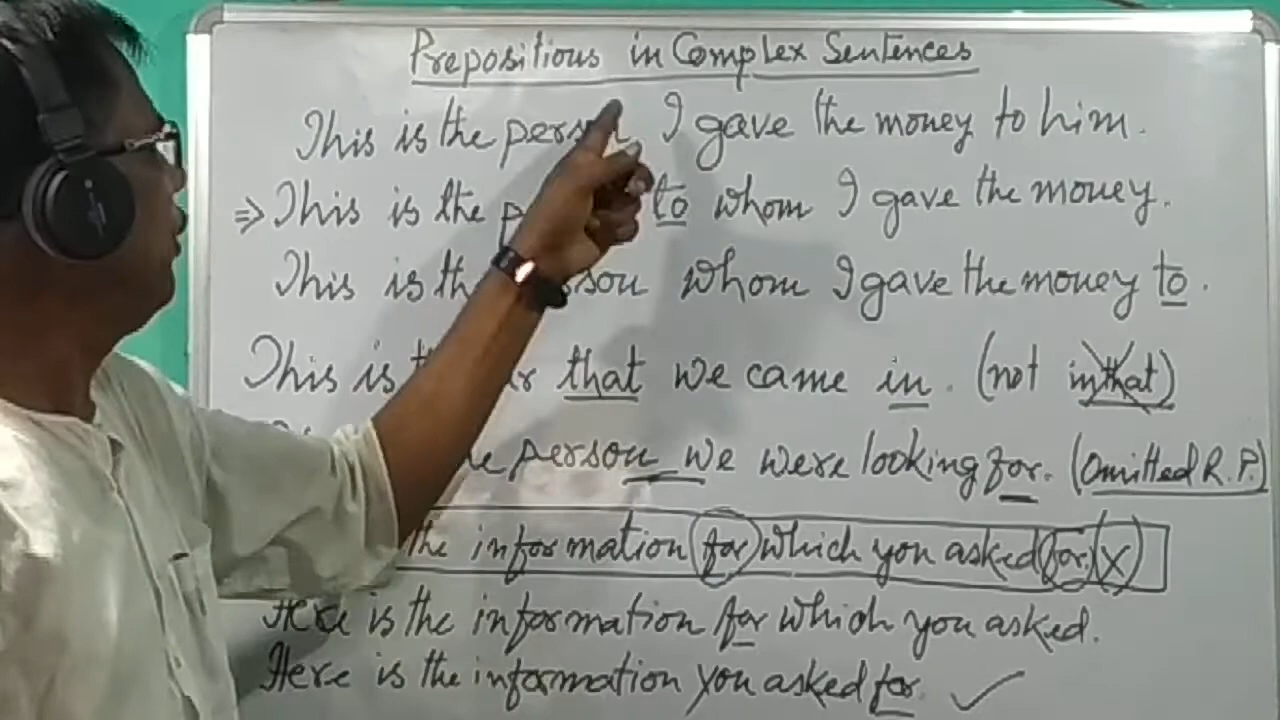 Prepositions in Complex Sentences
This is the person I gave the money to him.
⇒ This is the to whom I gave the money.
This is the whom I gave the money to.
This is that we came in. (not in that)
person we were looking for. (Omitted R.P.)
the information for which you asked for (x)
Here is the information for which you asked.
Here is the information you asked for. ✓